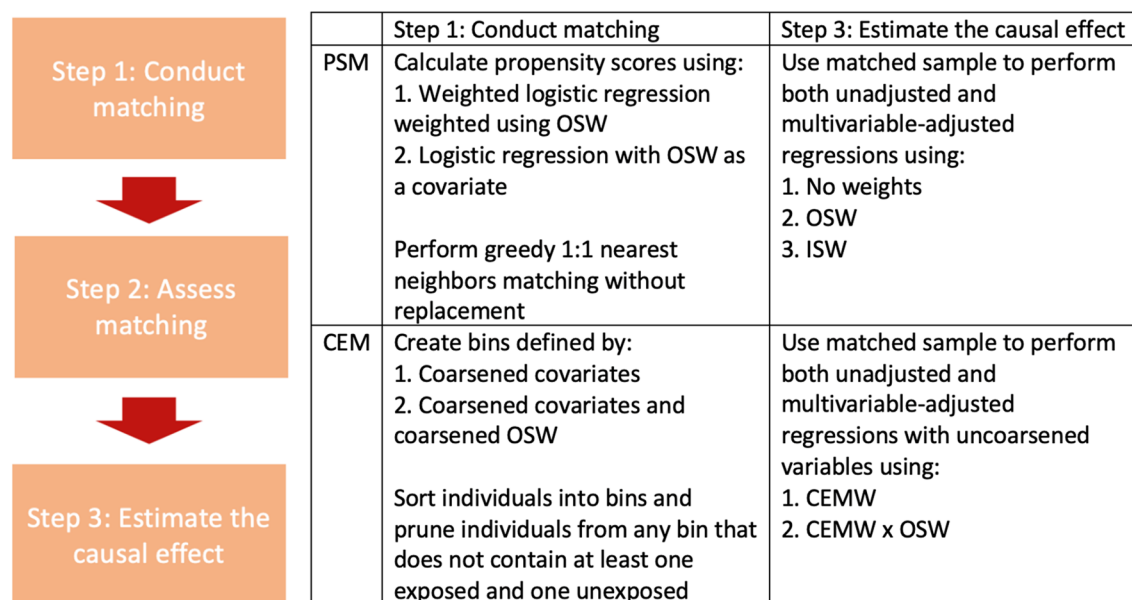 Step 1: Conduct
matching
Step 2: Assess
matching
Step 3: Estimate the
causal effect
Step 1: Conduct matching
Step 3: Estimate the causal effect
PSM
Calculate propensity scores using:
1. Weighted logistic regression
weighted using OSW
2. Logistic regression with OSW as
a covariate
Perform greedy 1:1 nearest
neighbors matching without
replacement
Use matched sample to perform
both unadjusted and
multivariable-adjusted
regressions using:
1. No weights
2. OSW
3. ISW
CEM
Create bins defined by:
1. Coarsened covariates
2. Coarsened covariates and
coarsened OSW
Sort individuals into bins and
prune individuals from any bin that
does not contain at least one
exposed and one unexposed
Use matched sample to perform
both unadjusted and
multivariable-adjusted
regressions with uncoarsened
variables using:
1. CEMW
2. CEMW x OSW